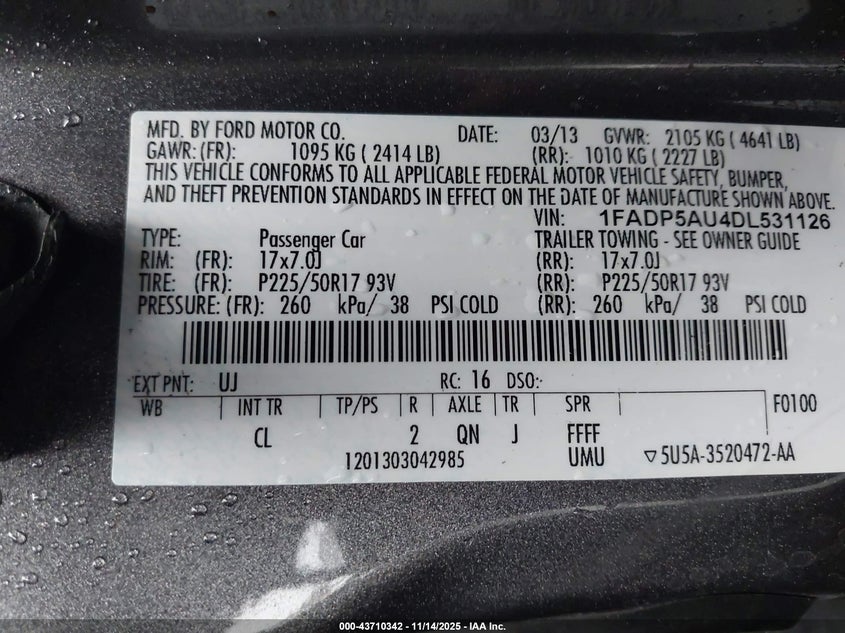 MFD. BY FORD MOTOR CO. DATE: 03/13 GVWR: 2105 KG ( 4641 LB)
GAWR: (FR): 1095 KG ( 2414 LB) (RR): 1010 KG ( 2227 LB)
THIS VEHICLE CONFORMS TO ALL APPLICABLE FEDERAL MOTOR VEHICLE SAFETY, BUMPER,
AND THEFT PREVENTION STANDARDS IN EFFECT ON THE DATE OF MANUFACTURE SHOWN ABOVE.
VIN: 1FADP5AU4DL531126
TYPE: Passenger Car TRAILER TOWING - SEE OWNER GUIDE
RIM: (FR): 17x7.0J (RR): 17x7.0J
TIRE: (FR): P225/50R17 93V (RR): P225/50R17 93V
PRESSURE: (FR): 260 kPa/ 38 PSI COLD (RR): 260 kPa/ 38 PSI COLD
EXT PNT: UJ RC: 16 DSO:
WB INT TR TP/PS R AXLE TR SPR F0100
CL 2 QN J FFFF
1201303042985 UMU ▽5U5A-3520472-AA
000-43710342 - 11/14/2025 - IAA Inc.